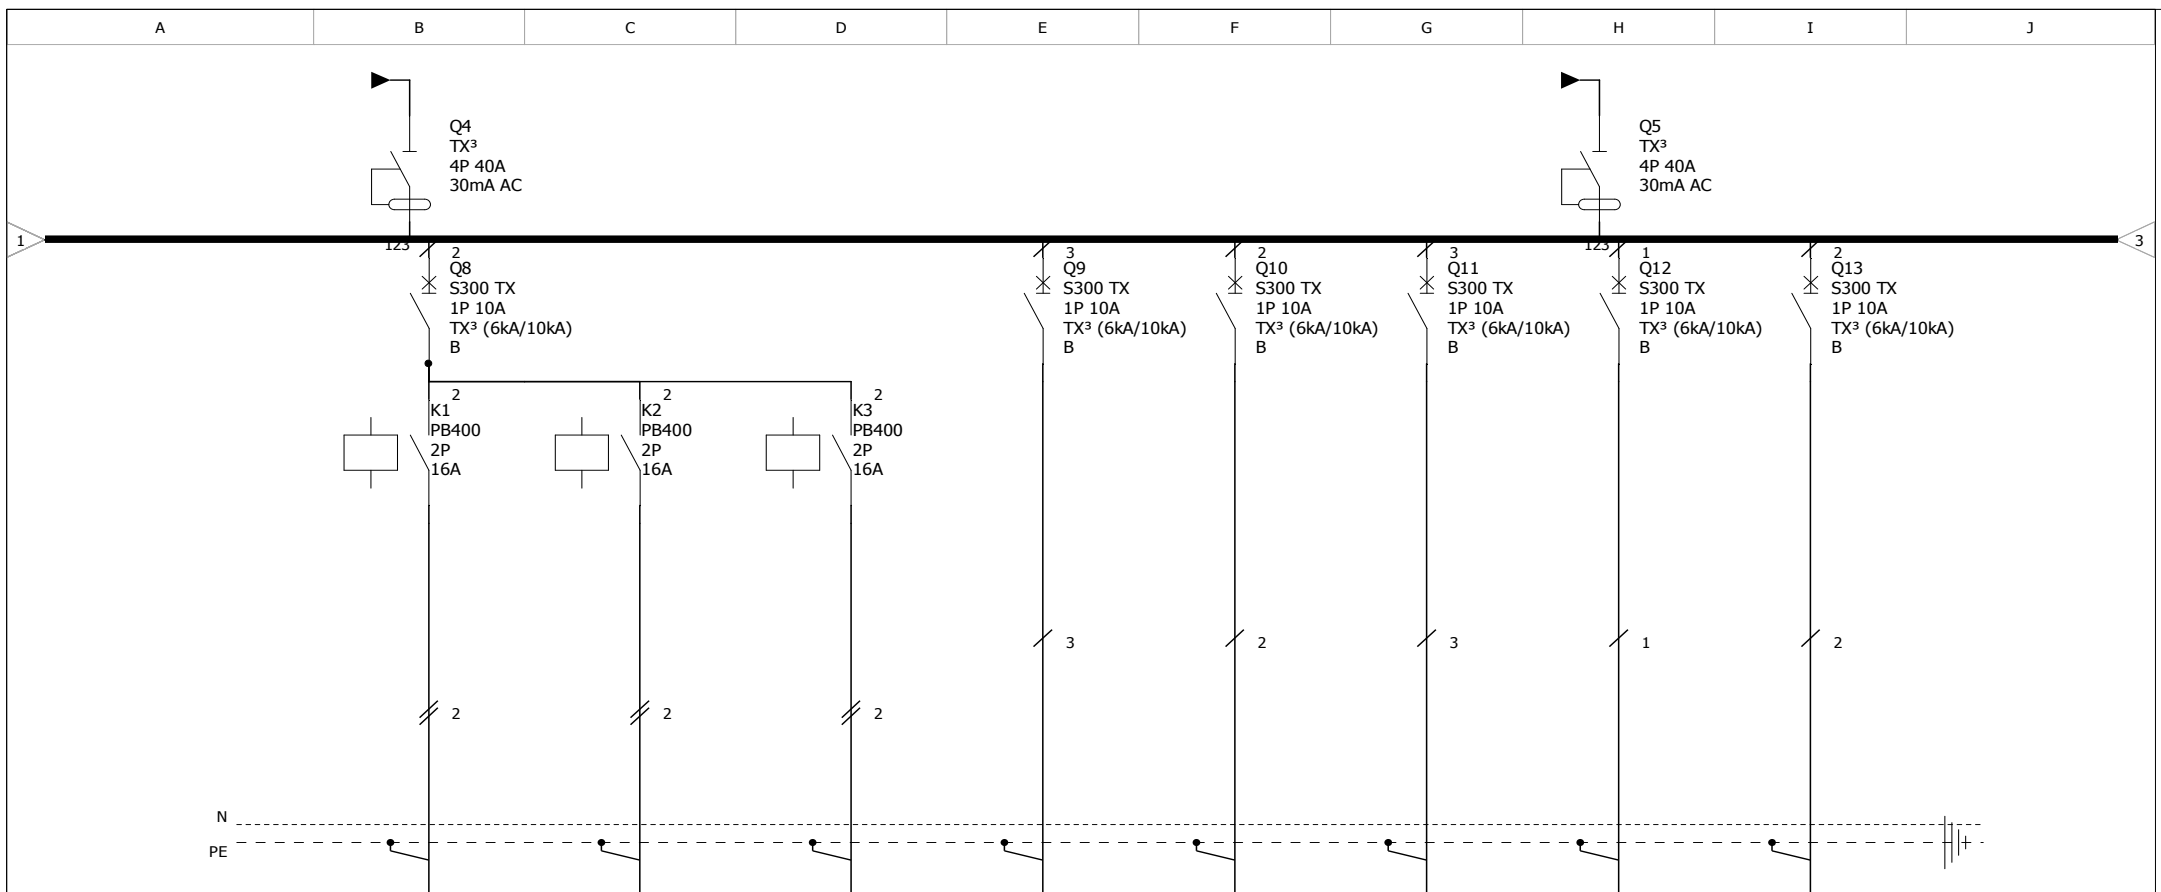 A B C D E F G H I J
Q4
TX³
4P 40A
30mA AC
Q5
TX³
4P 40A
30mA AC
1
3
123
123
2
Q8
S300 TX
1P 10A
TX³ (6kA/10kA)
B
3
Q9
S300 TX
1P 10A
TX³ (6kA/10kA)
B
2
Q10
S300 TX
1P 10A
TX³ (6kA/10kA)
B
3
Q11
S300 TX
1P 10A
TX³ (6kA/10kA)
B
1
Q12
S300 TX
1P 10A
TX³ (6kA/10kA)
B
2
Q13
S300 TX
1P 10A
TX³ (6kA/10kA)
B
2
K1
PB400
2P
16A
2
K2
PB400
2P
16A
2
K3
PB400
2P
16A
3 2 3 1 2
2 2 2
N
PE